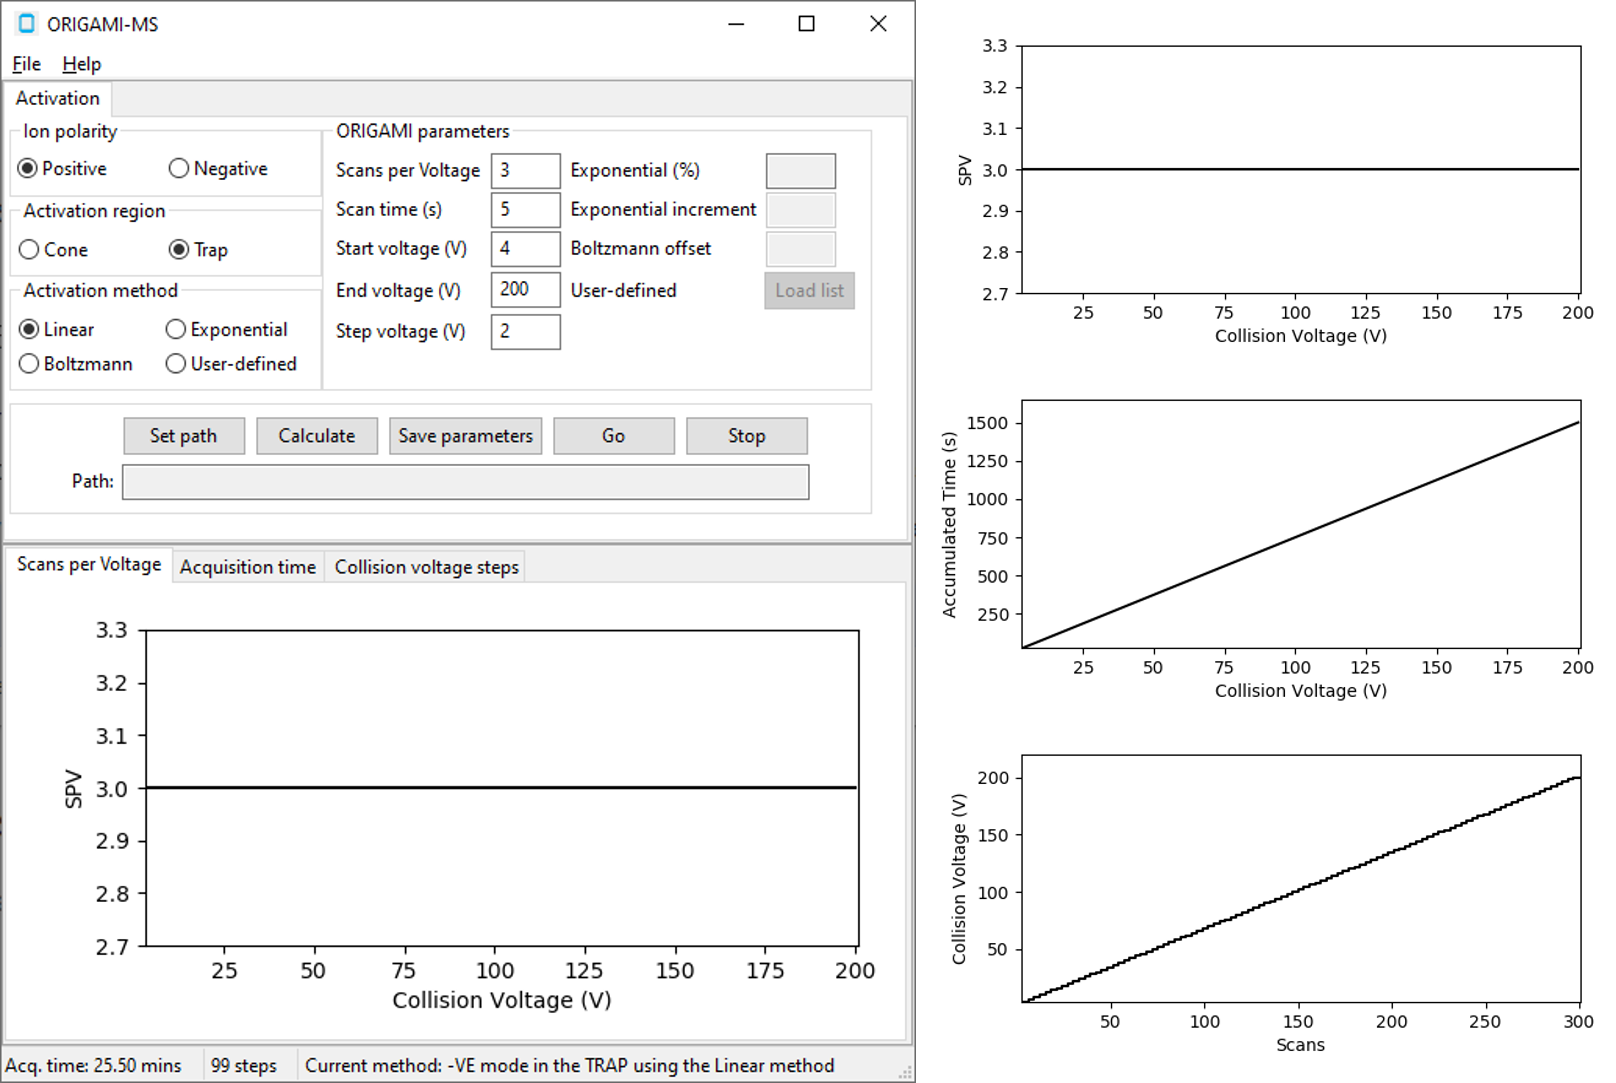 ORIGAMI-MS
File Help
Activation
Ion polarity
Positive Negative
Activation region
Cone Trap
Activation method
Linear Exponential
Boltzmann User-defined
ORIGAMI parameters
Scans per Voltage 3 Exponential (%)
Scan time (s) 5 Exponential increment
Start voltage (V) 4 Boltzmann offset
End voltage (V) 200 User-defined Load list
Step voltage (V) 2
Set path Calculate Save parameters Go Stop
Path:
Scans per Voltage Acquisition time Collision voltage steps
3.3
3.2
3.1
3.0
2.9
2.8
2.7
SPV
25 50 75 100 125 150 175 200
Collision Voltage (V)
Acq. time: 25.50 mins 99 steps Current method: -VE mode in the TRAP using the Linear method
3.3
3.2
3.1
3.0
2.9
2.8
2.7
SPV
25 50 75 100 125 150 175 200
Collision Voltage (V)
1500
1250
1000
750
500
250
Accumulated Time (s)
25 50 75 100 125 150 175 200
Collision Voltage (V)
200
150
100
50
Collision Voltage (V)
50 100 150 200 250 300
Scans